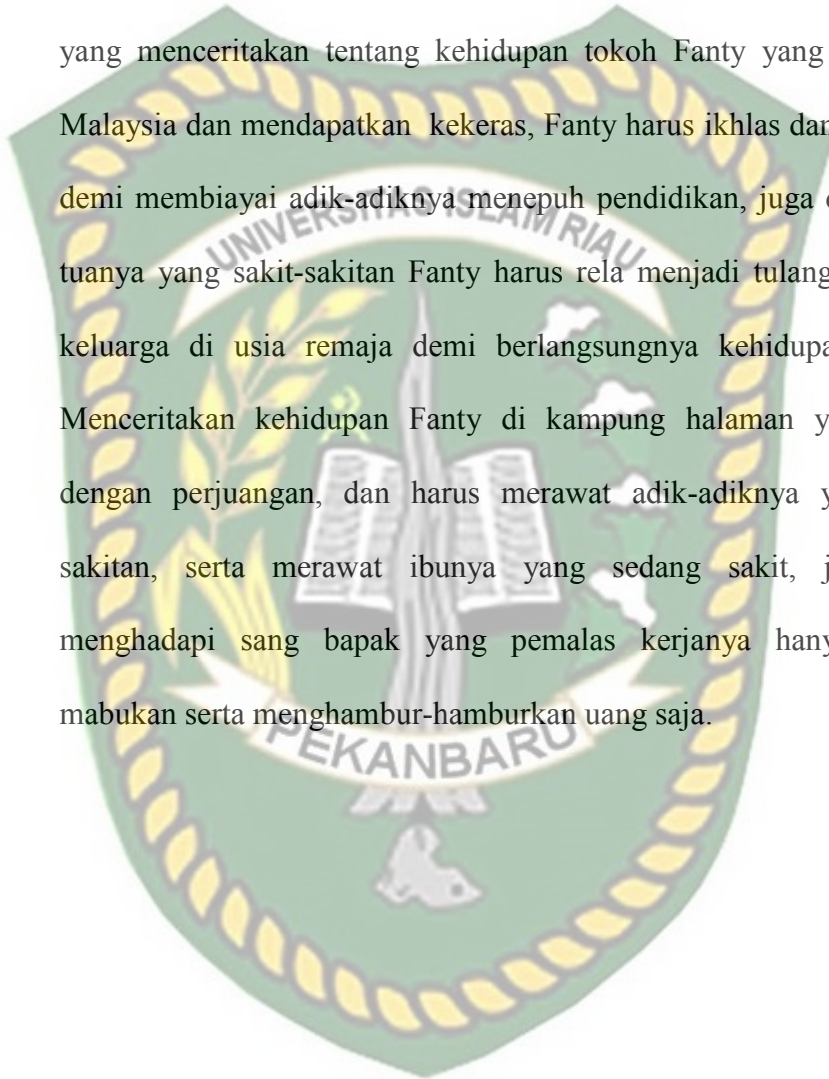 yang menceritakan tentang kehidupan tokoh Fanty yang
Malaysia dan mendapatkan kekeras, Fanty harus ikhlas dan
demi membiayai adik-adiknya menepuh pendidikan, juga
tuanya yang sakit-sakitan Fanty harus rela menjadi tulang
keluarga di usia remaja demi berlangsungnya
Menceritakan kehidupan Fanty di kampung halaman
dengan perjuangan, dan harus merawat adik-adiknya
sakitan, serta merawat ibunya yang sedang sakit,
menghadapi sang bapak yang pemalas kerjanya
mabukan serta menghambur-hamburkan uang saja.
UNIVERSITAS ISLAM RIAU
PEKANBARU